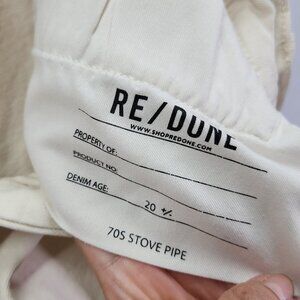 RE/DONE
WWW.SHOPREDONE.COM
PROPERTY OF:
PRODUCT NO:
DENIM AGE:
20 +/-
70S STOVE PIPE